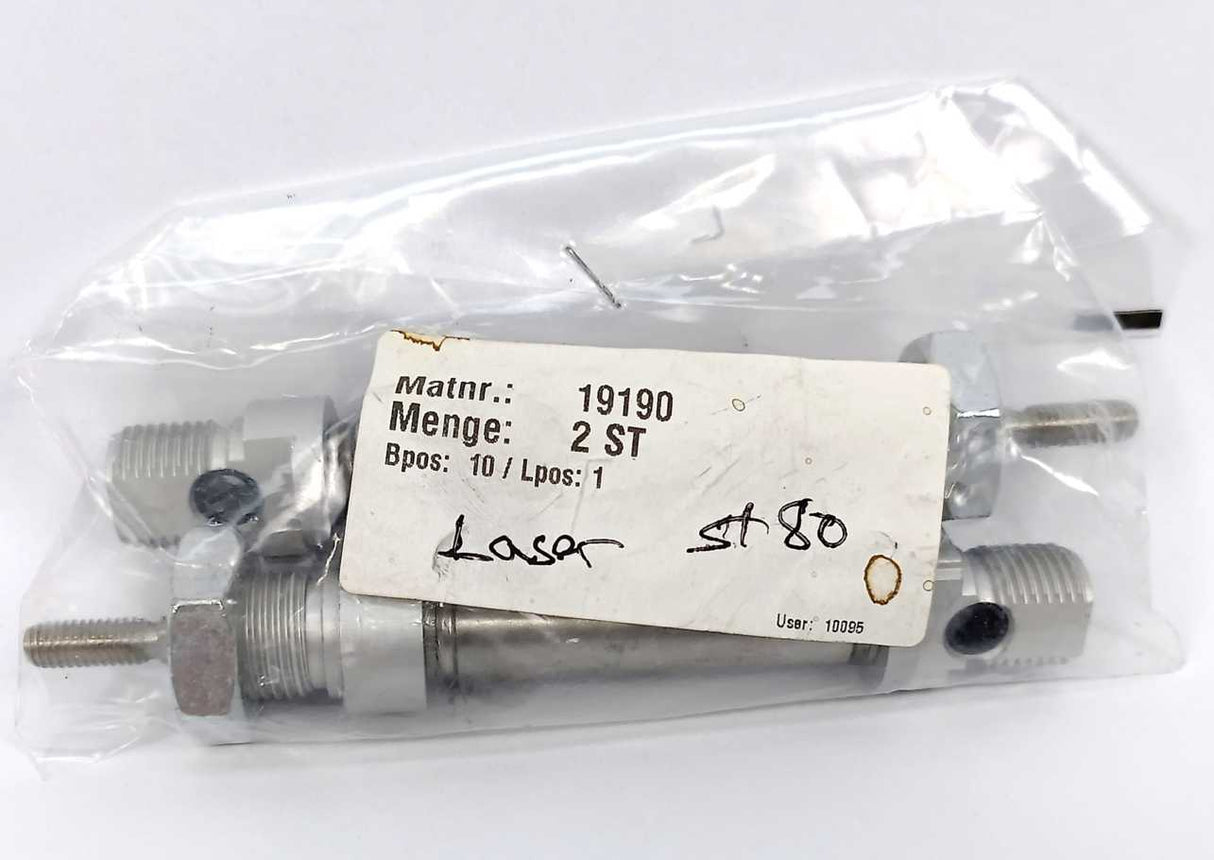 Matnr.: 19190
Menge: 2 ST
Bpos: 10 / Lpos: 1
Laser st 80
User: 10095